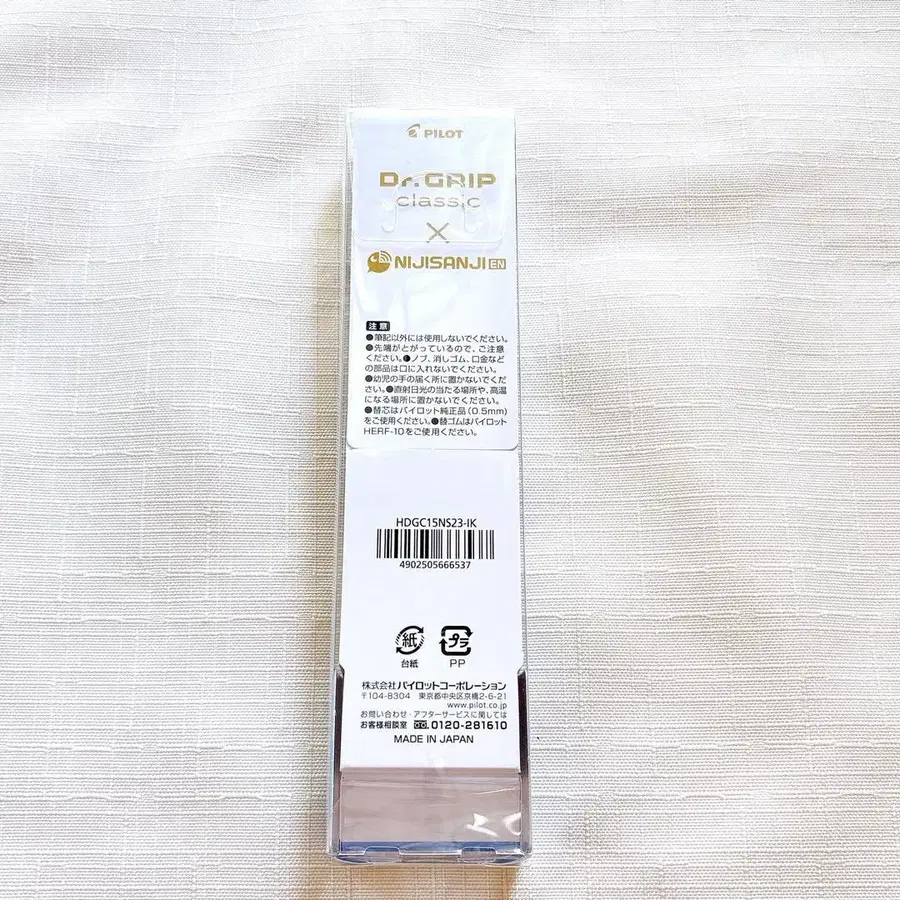 PILOT
Dr.GRIP
classic
×
NIJISANJI EN
注意
●筆記以外には使用しないでください。
●先端がとがっているので、ご注意
ください。●ノブ、消しゴム、口金など
の部品は口に入れないでください。
●幼児の手の届く所に置かないでくだ
さい。●直射日光の当たる場所や、高温
になる場所に置かないでください。
●替芯はパイロット純正品(0.5mm)
をご使用ください。●替ゴムはパイロット
HERF-10をご使用ください。
HDGC15NS23-IK
4902505666537
紙 プラ
台紙 PP
株式会社パイロットコーポレーション
〒104-8304 東京都中央区京橋2-6-21
www.pilot.co.jp
お問い合わせ・アフターサービスに関しては
お客様相談室 0120-281610
MADE IN JAPAN